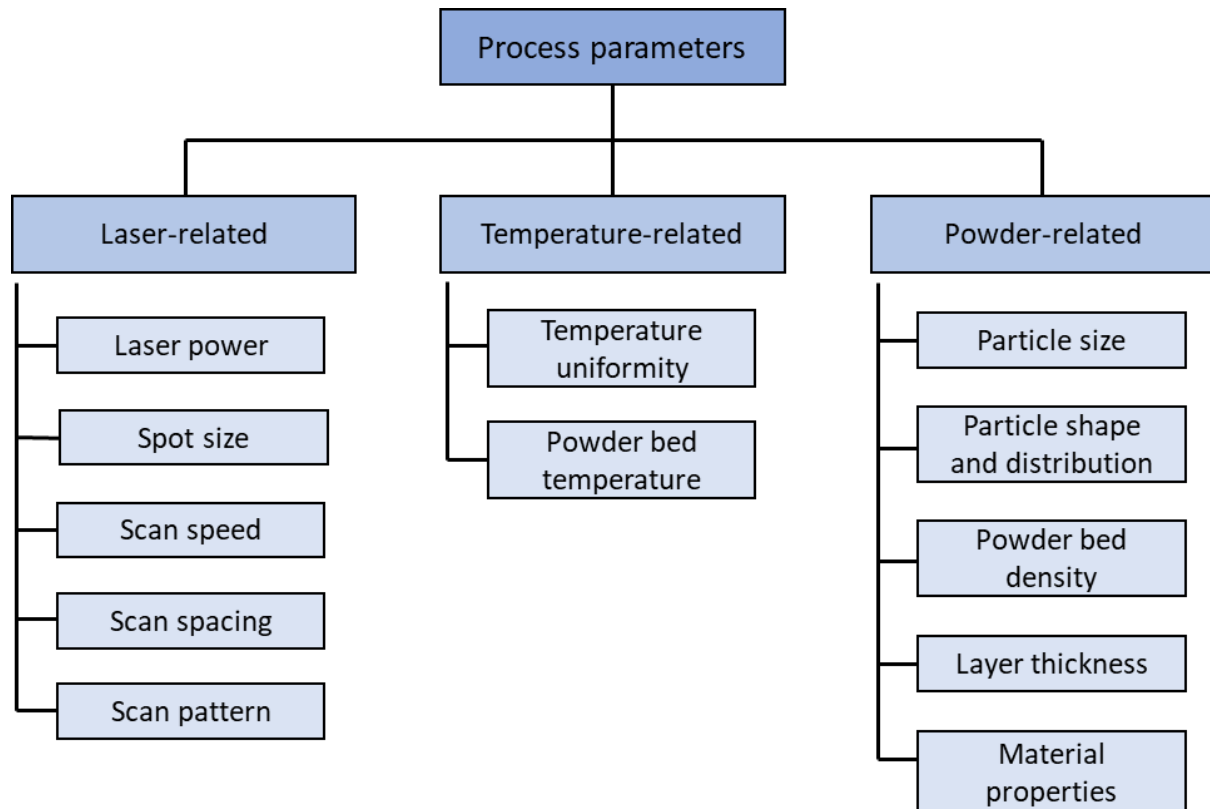 Process parameters
Laser-related
Temperature-related
Powder-related
Laser power
Spot size
Scan speed
Scan spacing
Scan pattern
Temperature
uniformity
Powder bed
temperature
Particle size
Particle shape
and distribution
Powder bed
density
Layer thickness
Material
properties